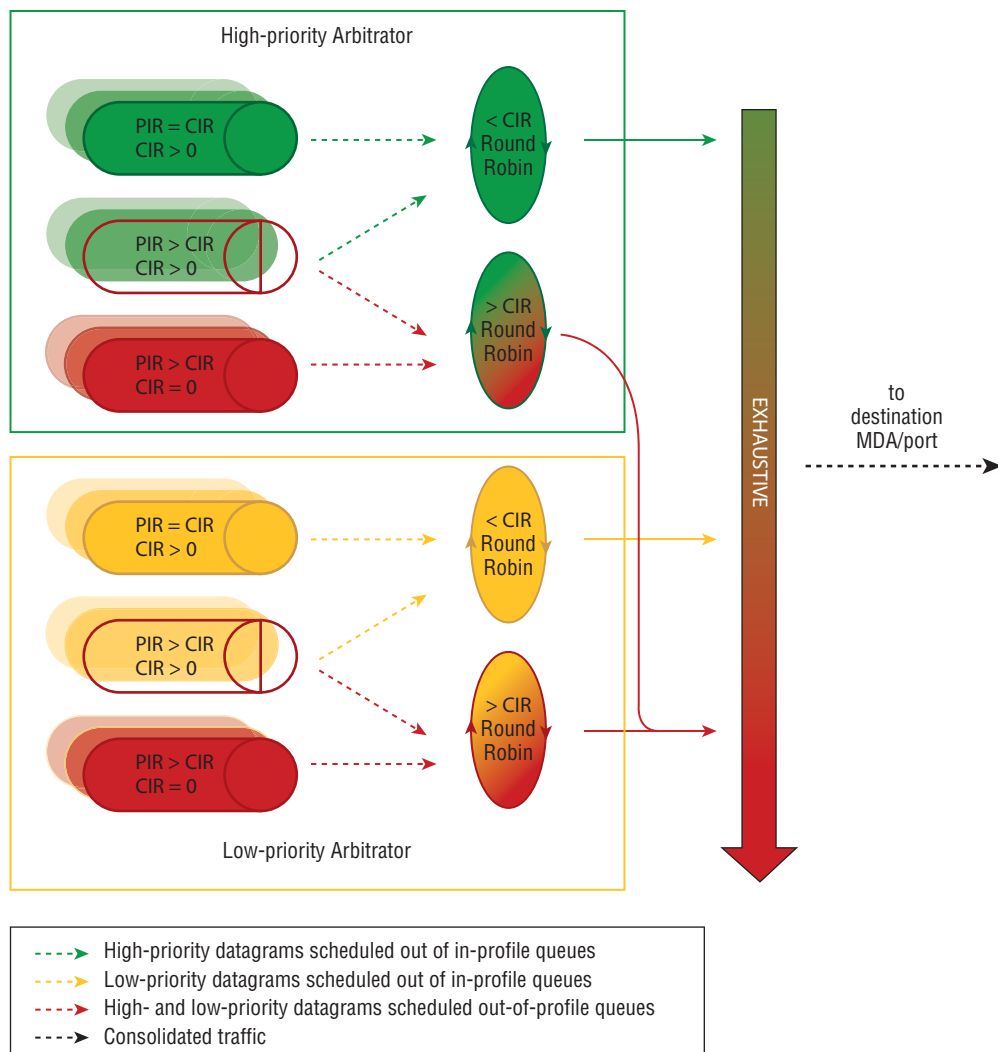 High-priority Arbitrator
PIR = CIR
CIR > 0
< CIR
Round
Robin
PIR > CIR
CIR > 0
> CIR
Round
Robin
PIR > CIR
CIR = 0
EXHAUSTIVE
to
destination
MDA/port
PIR = CIR
CIR > 0
< CIR
Round
Robin
PIR > CIR
CIR > 0
> CIR
Round
Robin
PIR > CIR
CIR = 0
Low-priority Arbitrator
High-priority datagrams scheduled out of in-profile queues
Low-priority datagrams scheduled out of in-profile queues
High- and low-priority datagrams scheduled out-of-profile queues
Consolidated traffic